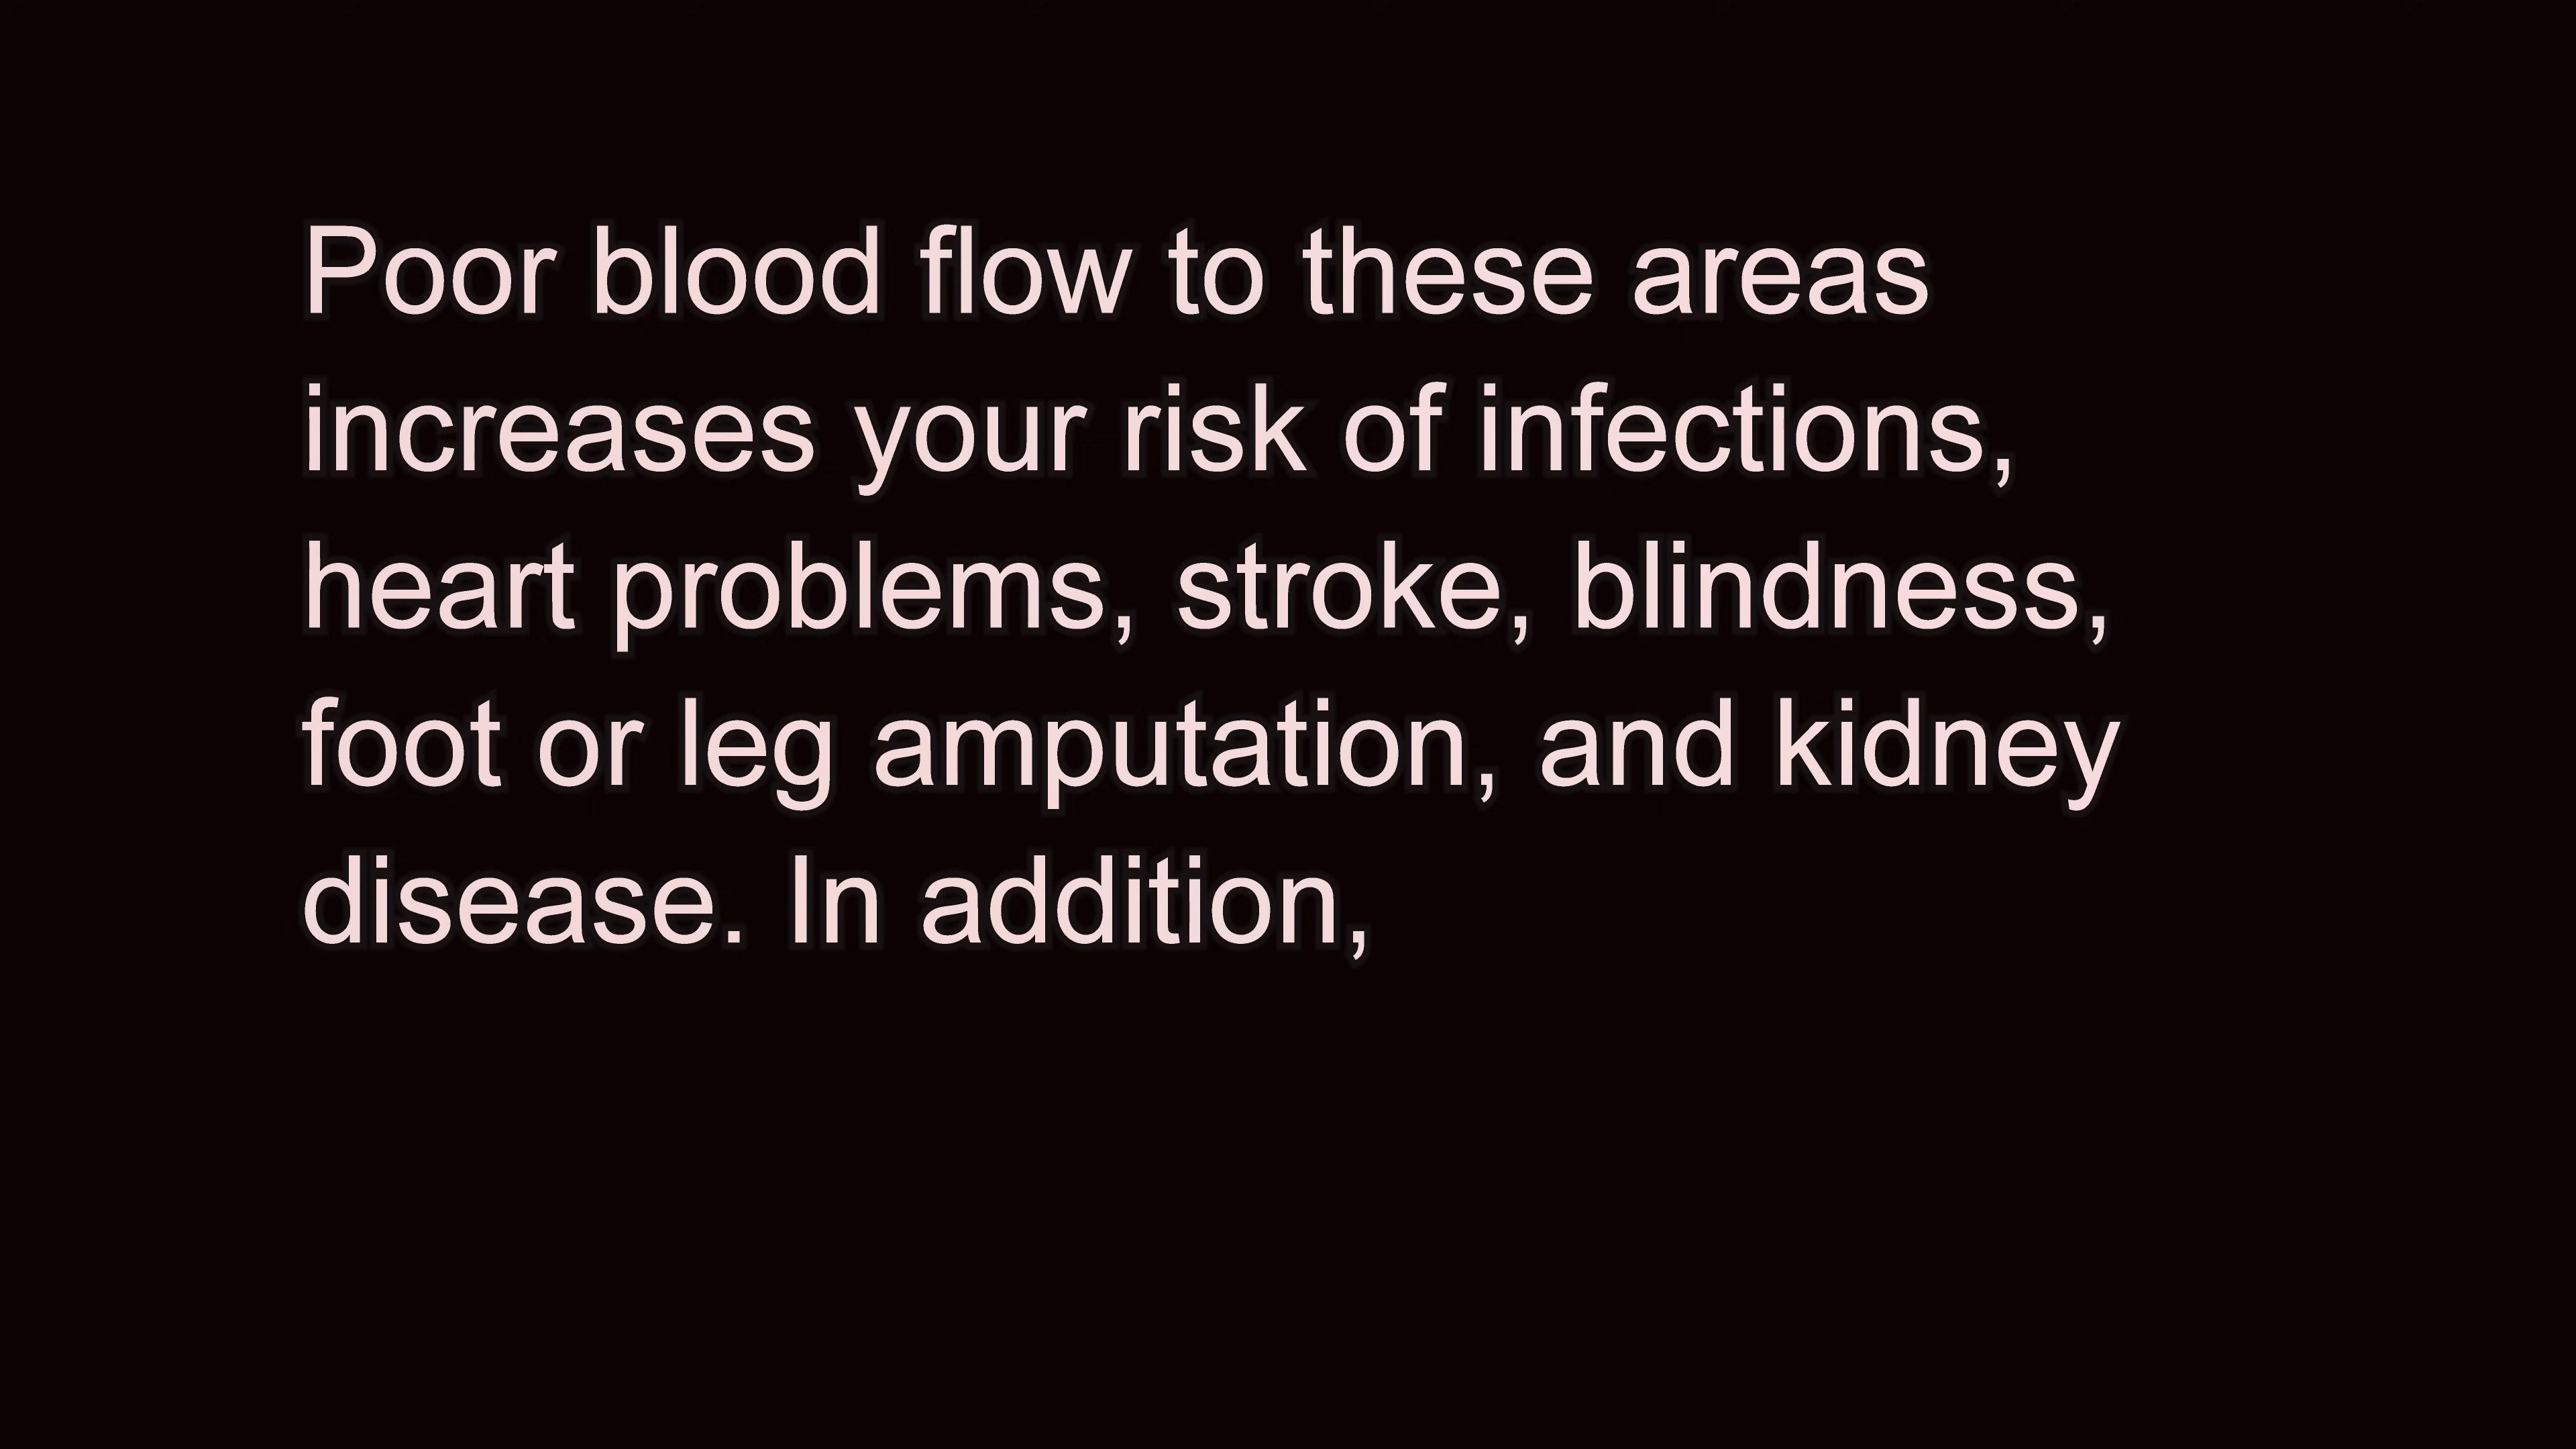 Poor blood flow to these areas
increases your risk of infections,
heart problems, stroke, blindness,
foot or leg amputation, and kidney
disease. In addition,